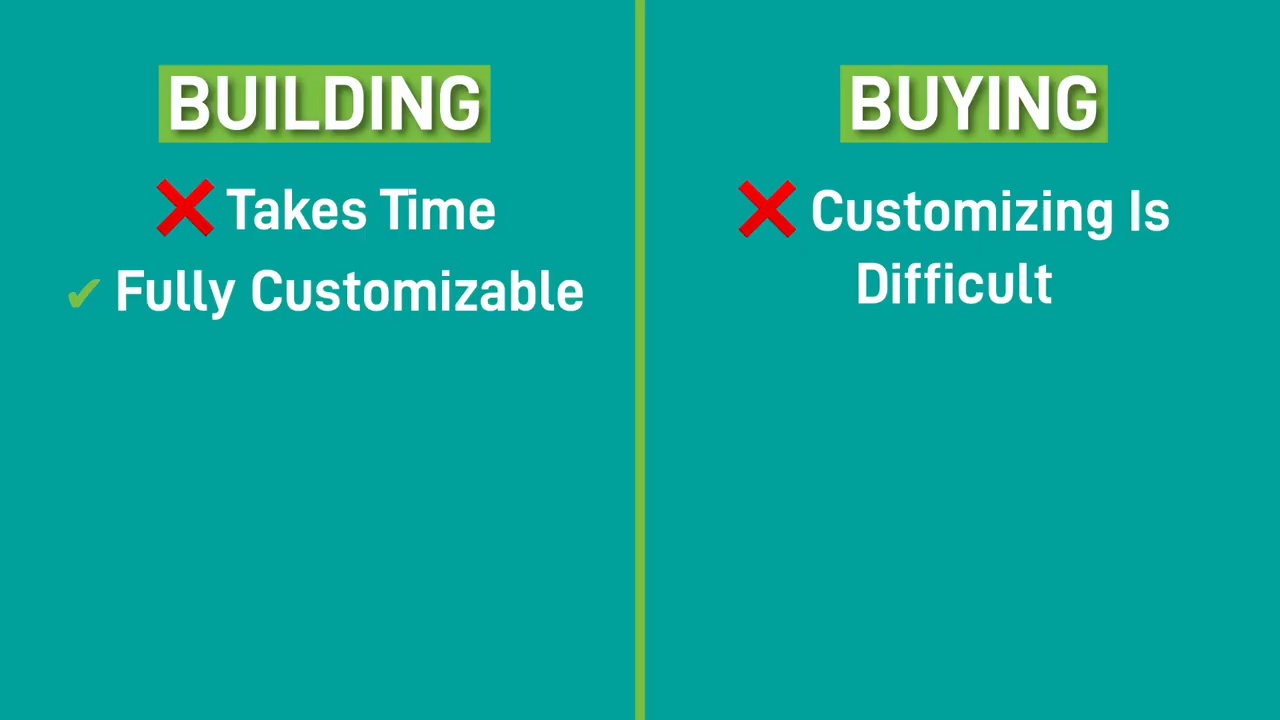 BUILDING
❌ Takes Time
✔ Fully Customizable
BUYING
❌ Customizing Is
Difficult